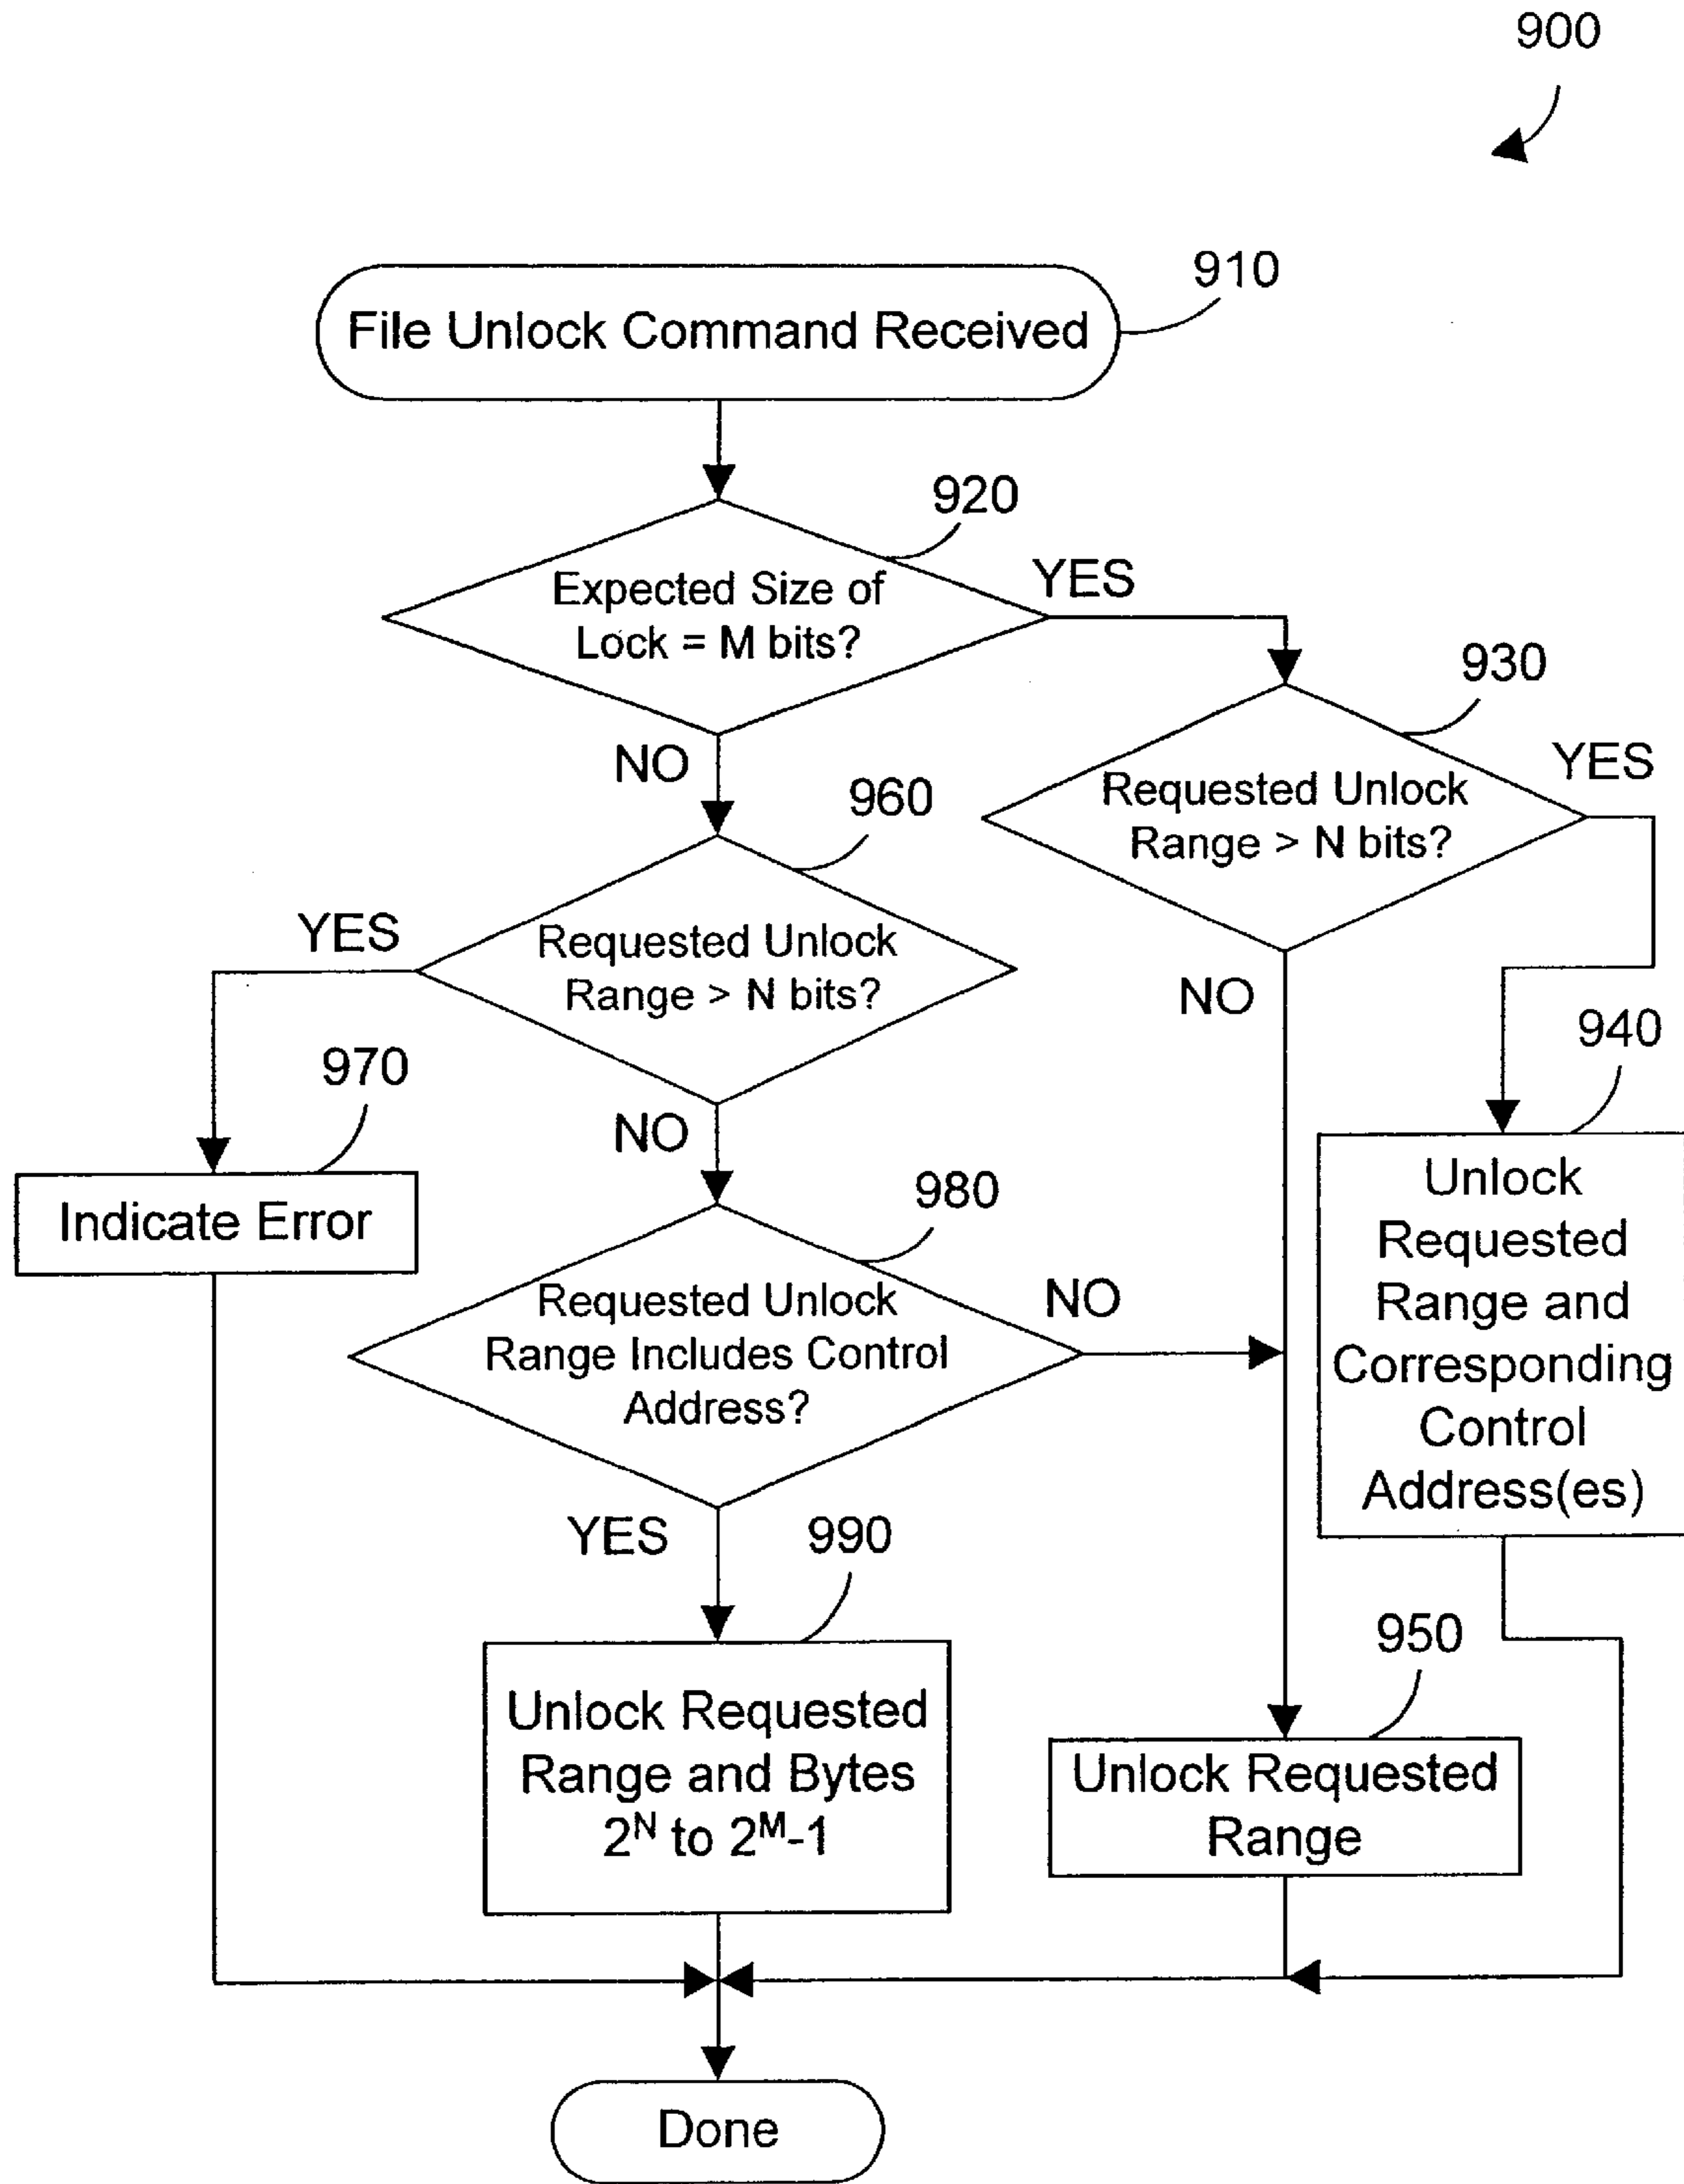 900
910
File Unlock Command Received
920
Expected Size of
Lock = M bits?
YES
930
NO
Requested Unlock
Range > N bits?
YES
960
YES
Requested Unlock
Range > N bits?
NO
940
970
NO
Unlock
Requested
Range and
Corresponding
Control
Address(es)
Indicate Error
980
Requested Unlock
Range Includes Control
Address?
NO
YES
990
950
Unlock Requested
Range and Bytes
2ᴺ to 2ᴹ-1
Unlock Requested
Range
Done